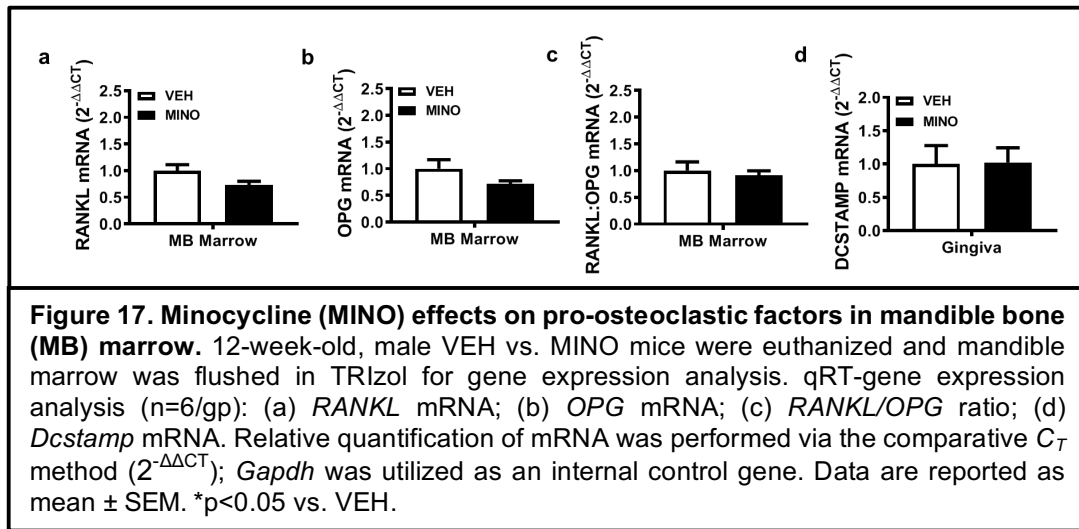 a
RANKL mRNA (2^-ΔΔCT)
2.5
2.0
1.5
1.0
0.5
0.0
VEH
MINO
MB Marrow
b
OPG mRNA (2^-ΔΔCT)
2.5
2.0
1.5
1.0
0.5
0.0
VEH
MINO
MB Marrow
c
RANKL:OPG mRNA (2^-ΔΔCT)
2.5
2.0
1.5
1.0
0.5
0.0
VEH
MINO
MB Marrow
d
DCSTAMP mRNA (2^-ΔΔCT)
2.0
1.5
1.0
0.5
0.0
VEH
MINO
Gingiva
Figure 17. Minocycline (MINO) effects on pro-osteoclastic factors in mandible bone
(MB) marrow. 12-week-old, male VEH vs. MINO mice were euthanized and mandible
marrow was flushed in TRIzol for gene expression analysis. qRT-gene expression
analysis (n=6/gp): (a) RANKL mRNA; (b) OPG mRNA; (c) RANKL/OPG ratio; (d)
Dcstamp mRNA. Relative quantification of mRNA was performed via the comparative C_T
method (2^-ΔΔCT); Gapdh was utilized as an internal control gene. Data are reported as
mean ± SEM. *p<0.05 vs. VEH.